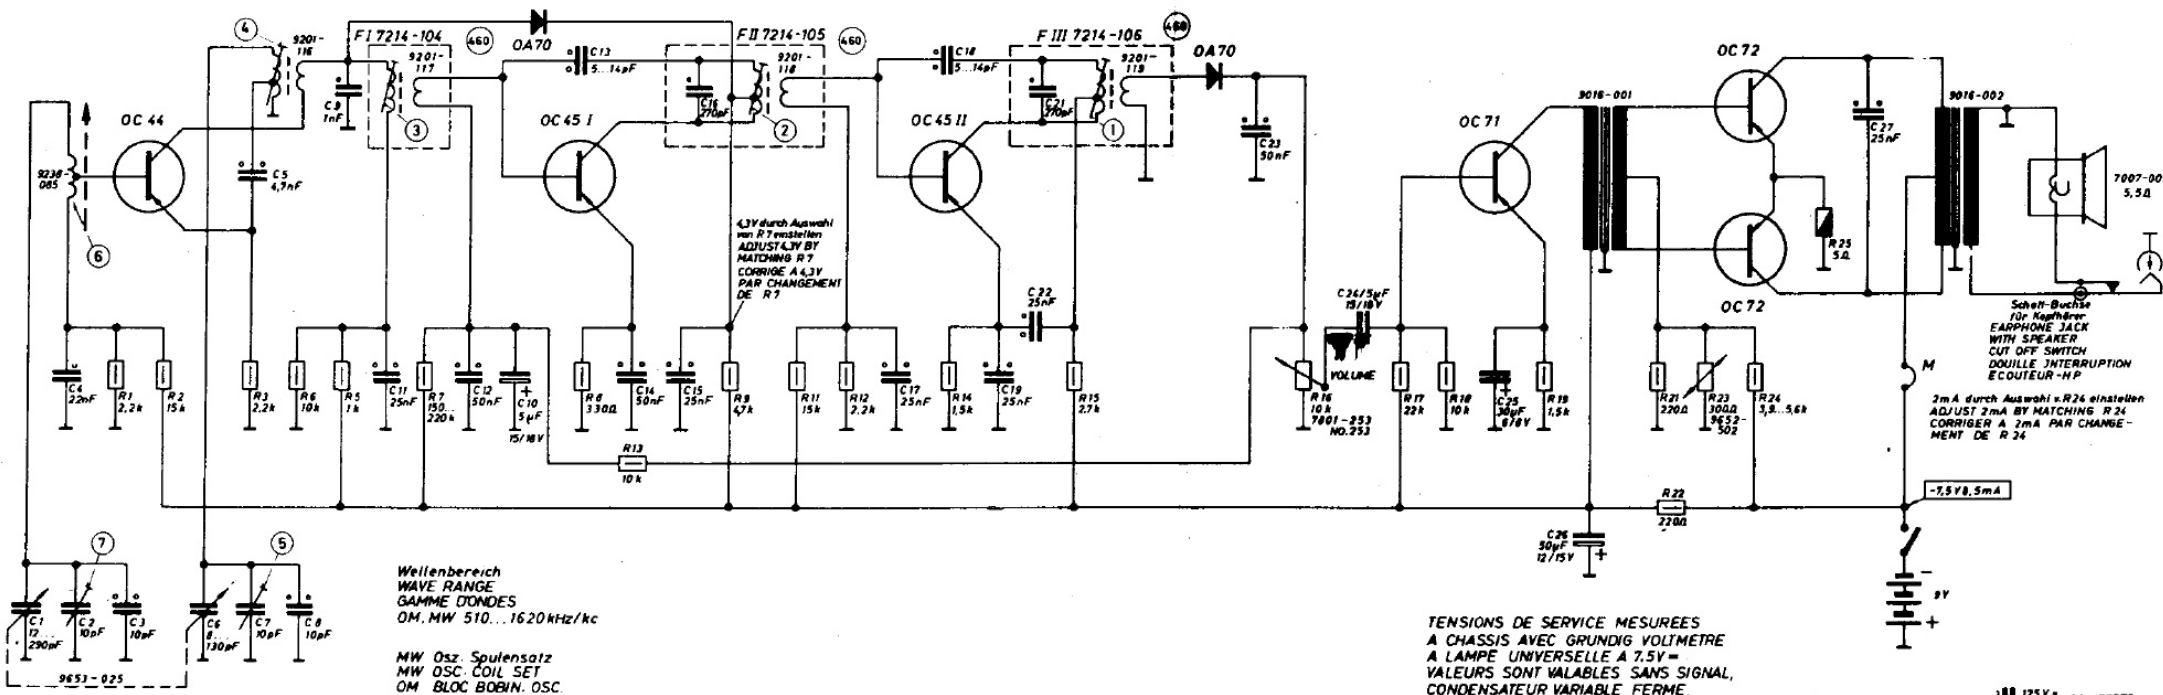 4
9201-
116
F I 7214-104
460
OA70
9201-
117
C13
5...14pF
F II 7214-105
460
9201-
118
C18
5...14pF
F III 7214-106
460
OA70
9201-
119
OC 72
9016-001
9016-002
OC 44
C9
1nF
3
OC 45 I
C16
270pF
2
OC 45 II
C21
270pF
1
C23
50nF
OC 71
C27
25nF
7007-00
5,5Ω
9238-
085
C5
4,7nF
6
4,3V durch Auswahl
von R7 einstellen
ADJUST 4,3V BY
MATCHING R7
CORRIGE A 4,3V
PAR CHANGEMENT
DE R7
R25
5Ω
OC 72
C22
25nF
C24/5µF
15/18V
VOLUME
Schalt-Buchse
für Kopfhörer
EARPHONE JACK
WITH SPEAKER
CUT OFF SWITCH
DOUILLE INTERRUPTION
ECOUTEUR-HP
C4
22nF
R1
2,2k
R2
15k
R3
2,2k
R6
10k
R5
1k
C11
25nF
R7
150...
220k
C12
50nF
C10
5µF
15/18V
R8
330Ω
C14
50nF
C15
25nF
R9
4,7k
R11
15k
R12
2,2k
C17
25nF
R14
1,5k
C19
25nF
R15
2,7k
R16
10k
7801-253
NO.253
R17
22k
R18
10k
C25
30µF
6/8V
R19
1,5k
R21
220Ω
R23
300Ω
9652-
502
R24
3,9...5,6k
M
2mA durch Auswahl v.R24 einstellen
ADJUST 2mA BY MATCHING R24
CORRIGER A 2mA PAR CHANGE-
MENT DE R24
R13
10k
-7,5V 8,5mA
R22
220Ω
C26
50µF
12/15V
9V
7
5
C1
12...
290pF
C2
10pF
C3
10pF
C6
8...
130pF
C7
10pF
C8
10pF
9653-025
Wellenbereich
WAVE RANGE
GAMME D'ONDES
OM, MW 510...1620kHz/kc
MW Osz. Spulensatz
MW OSC. COIL SET
OM BLOC BOBIN. OSC.
TENSIONS DE SERVICE MESUREES
A CHASSIS AVEC GRUNDIG VOLTMETRE
A LAMPE UNIVERSELLE A 7.5V=
VALEURS SONT VALABLES SANS SIGNAL,
CONDENSATEUR VARIABLE FERME.